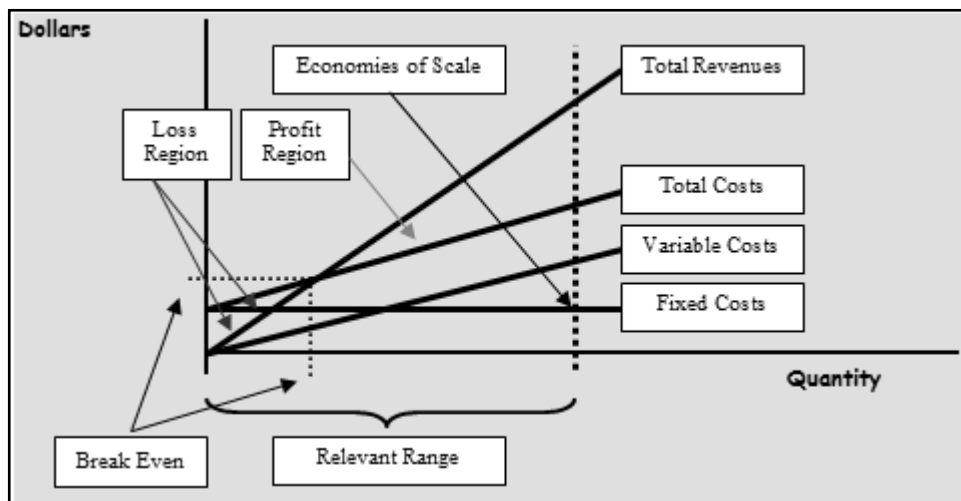 Dollars
Economies of Scale
Total Revenues
Loss
Region
Profit
Region
Total Costs
Variable Costs
Fixed Costs
Quantity
Break Even
Relevant Range